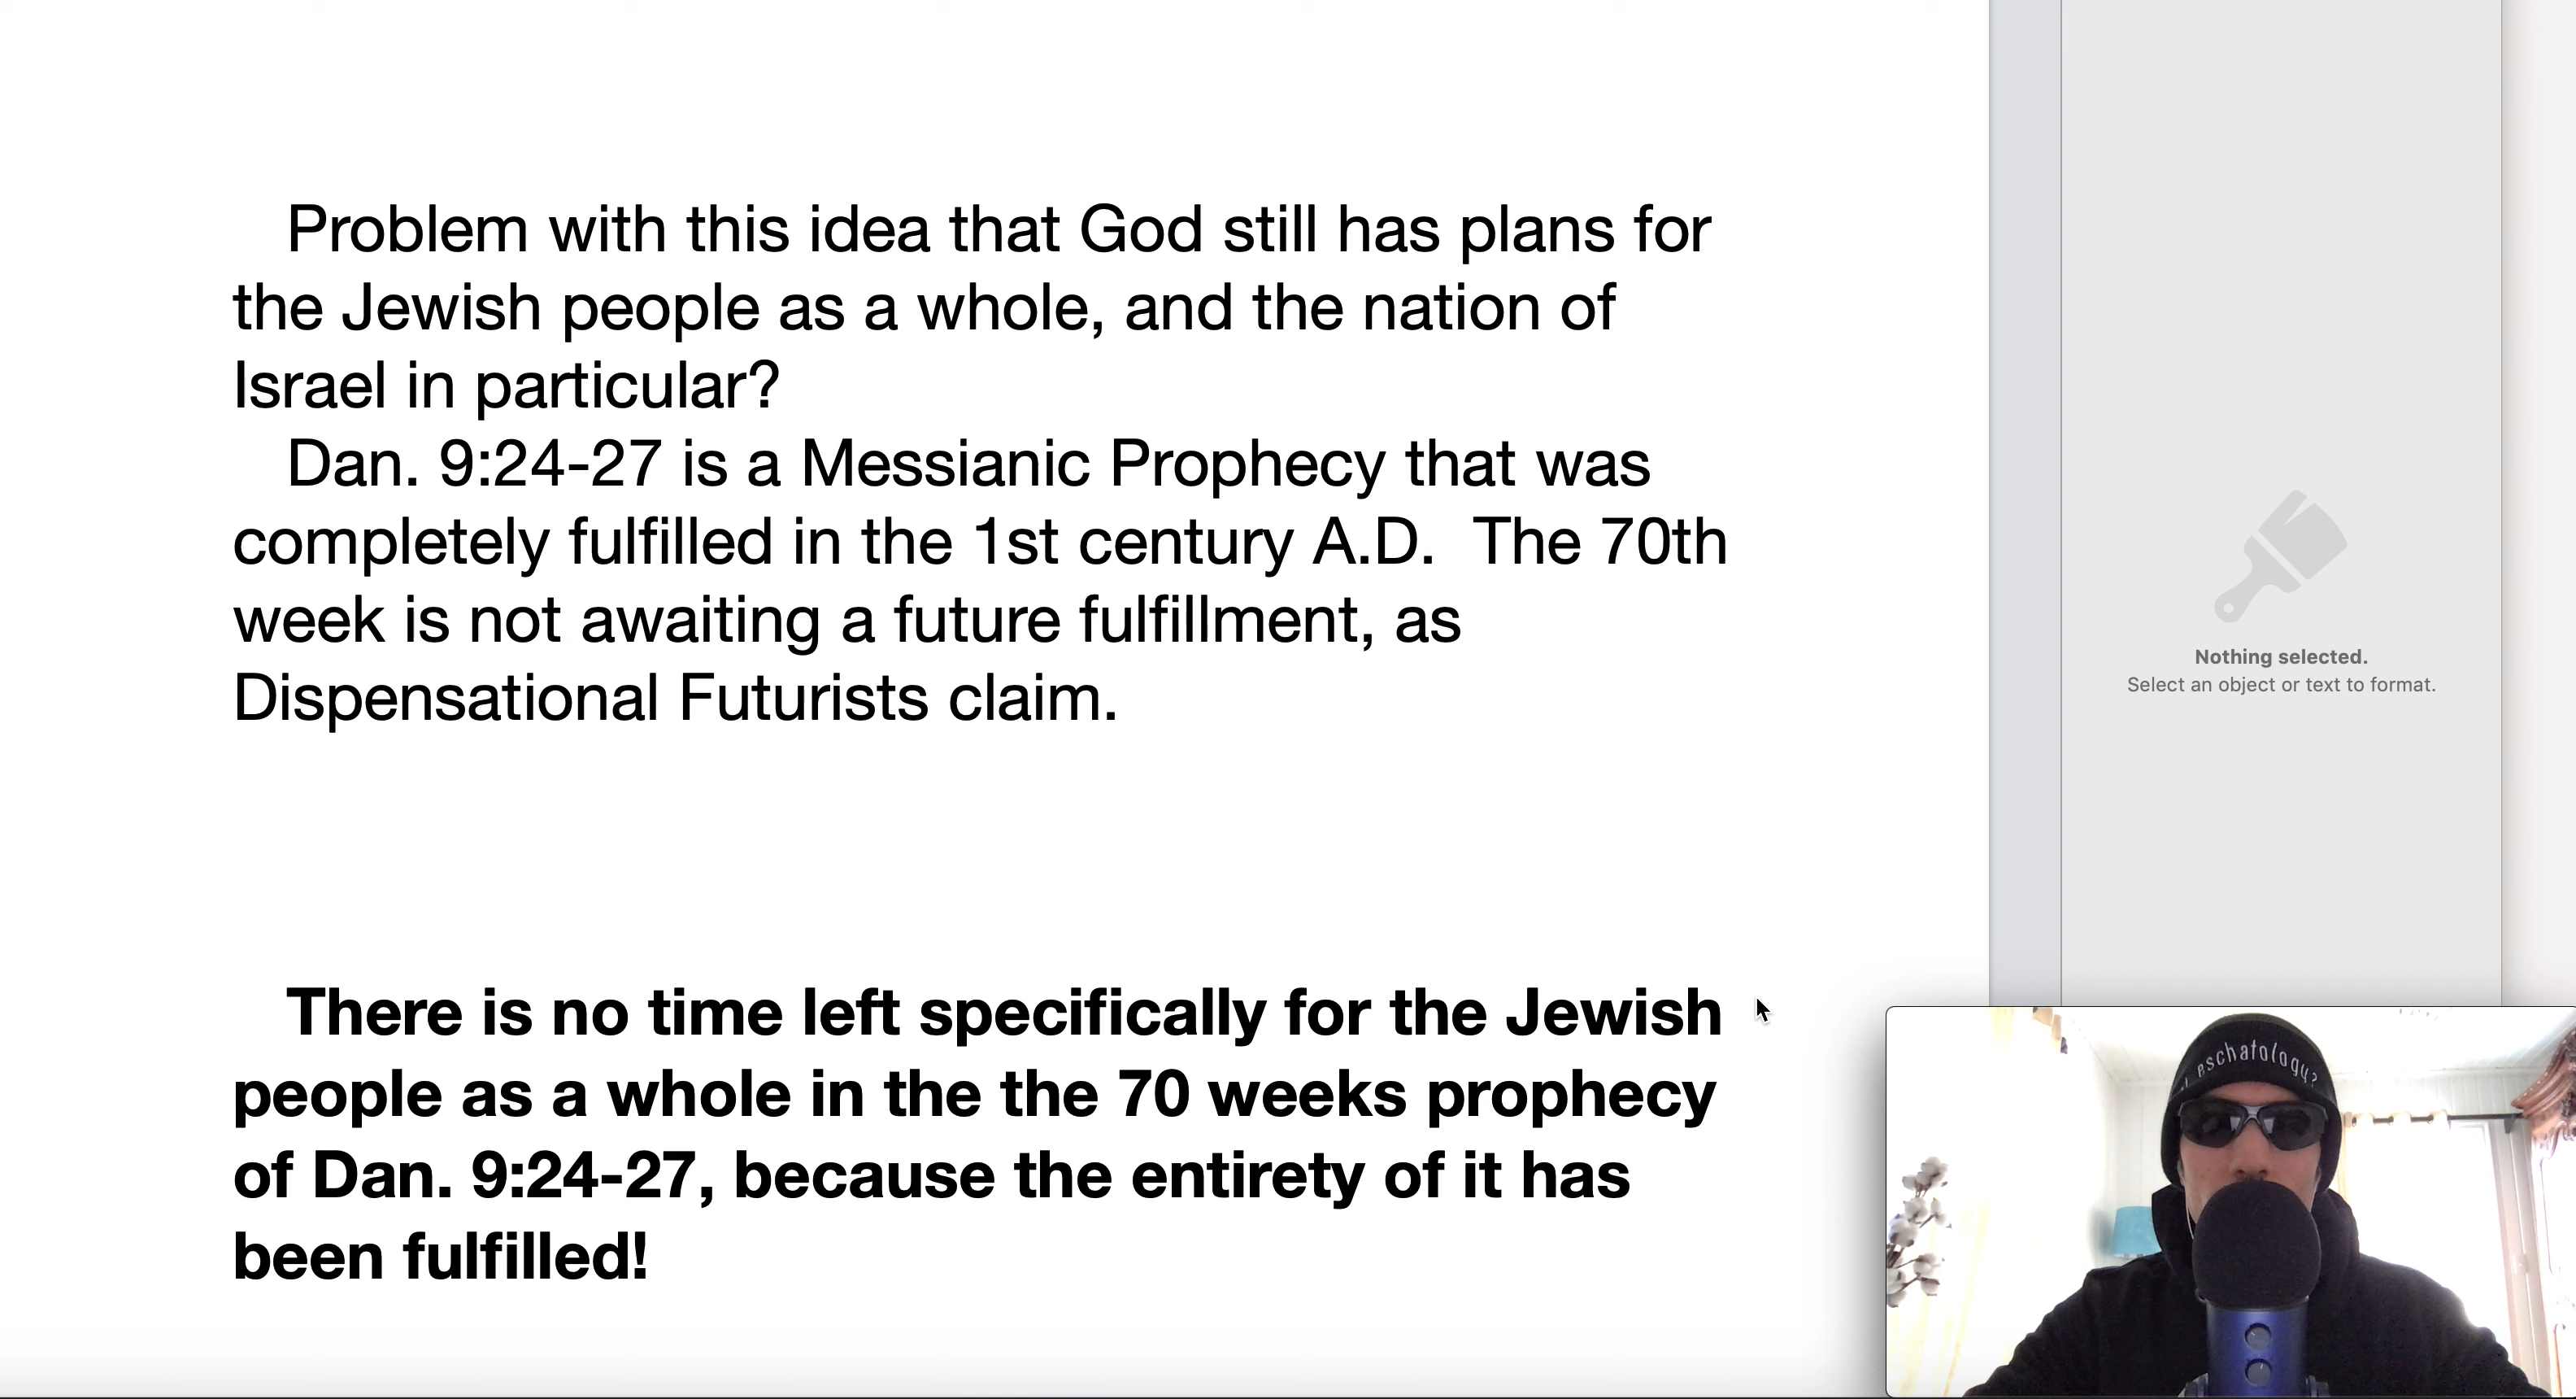 Problem with this idea that God still has plans for
the Jewish people as a whole, and the nation of
Israel in particular?
Dan. 9:24-27 is a Messianic Prophecy that was
completely fulfilled in the 1st century A.D.  The 70th
week is not awaiting a future fulfillment, as
Dispensational Futurists claim.
There is no time left specifically for the Jewish
people as a whole in the the 70 weeks prophecy
of Dan. 9:24-27, because the entirety of it has
been fulfilled!
Nothing selected.
Select an object or text to format.
eschatology?